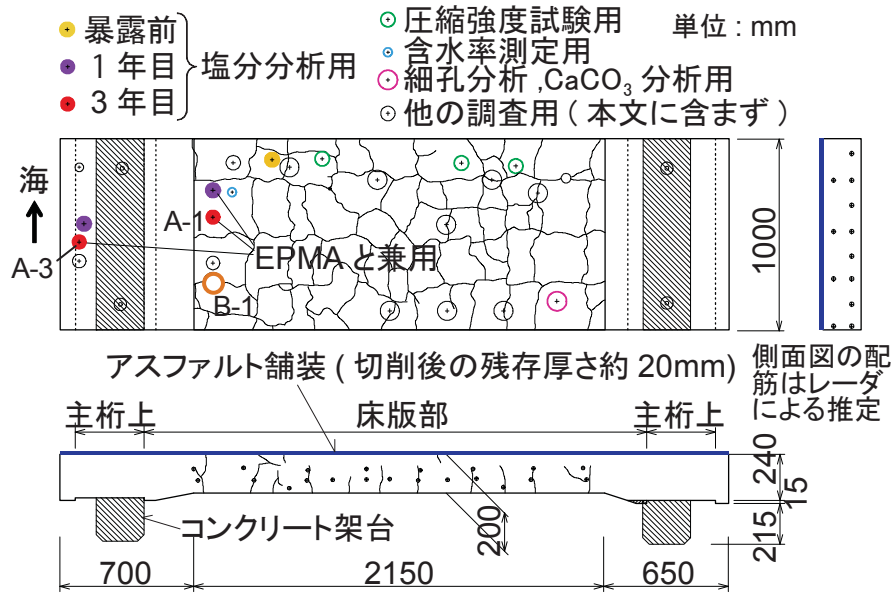 暴露前
1 年目
3 年目
塩分分析用
圧縮強度試験用
含水率測定用
細孔分析 ,CaCO₃ 分析用
他の調査用 ( 本文に含まず )
単位 : mm
海
A-1
A-3
EPMA と兼用
B-1
1000
アスファルト舗装 ( 切削後の残存厚さ約 20mm)
側面図の配
筋はレーダ
による推定
主桁上
床版部
主桁上
コンクリート架台
200
240
15
215
700
2150
650